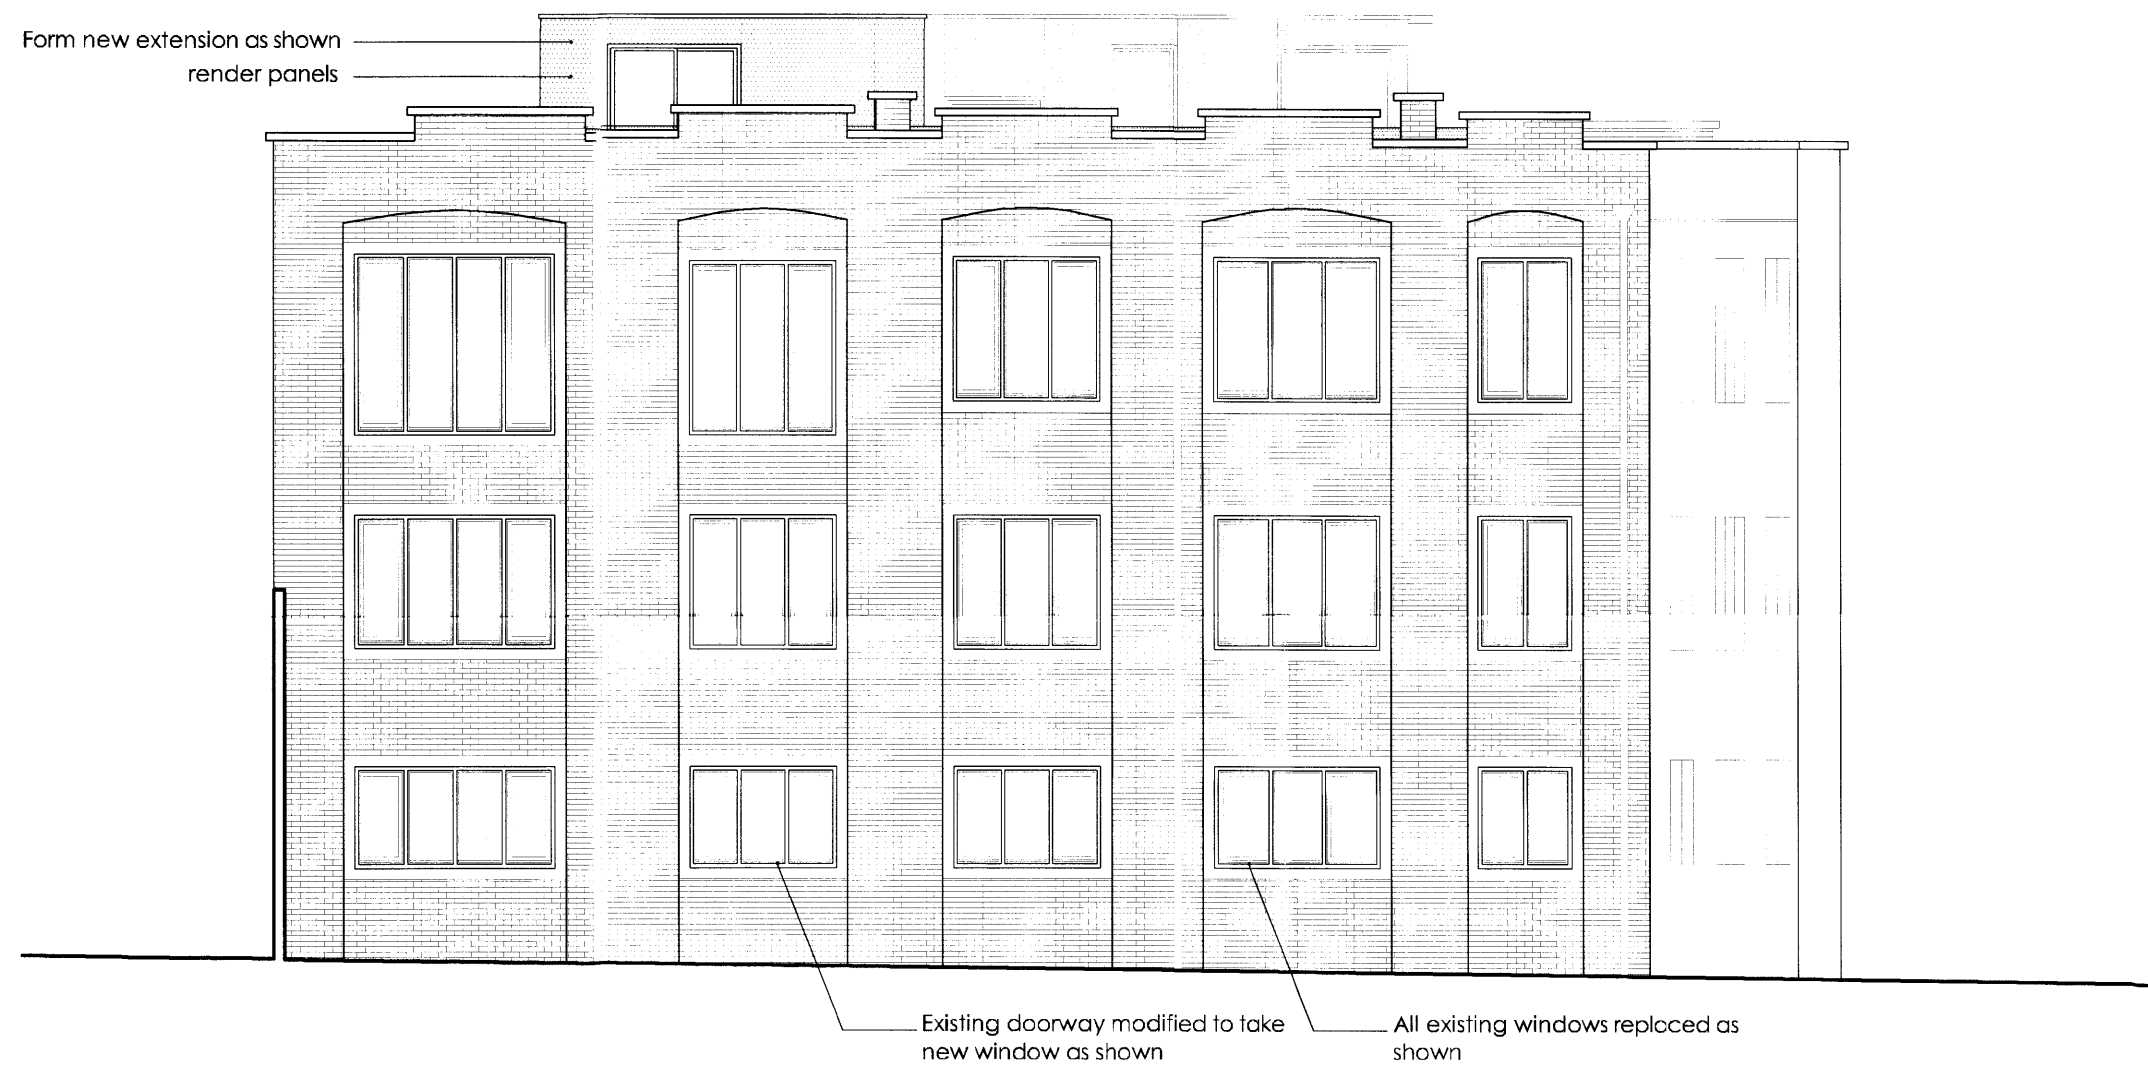 Form new extension as shown
render panels
Existing doorway modified to take
new window as shown
All existing windows replaced as
shown